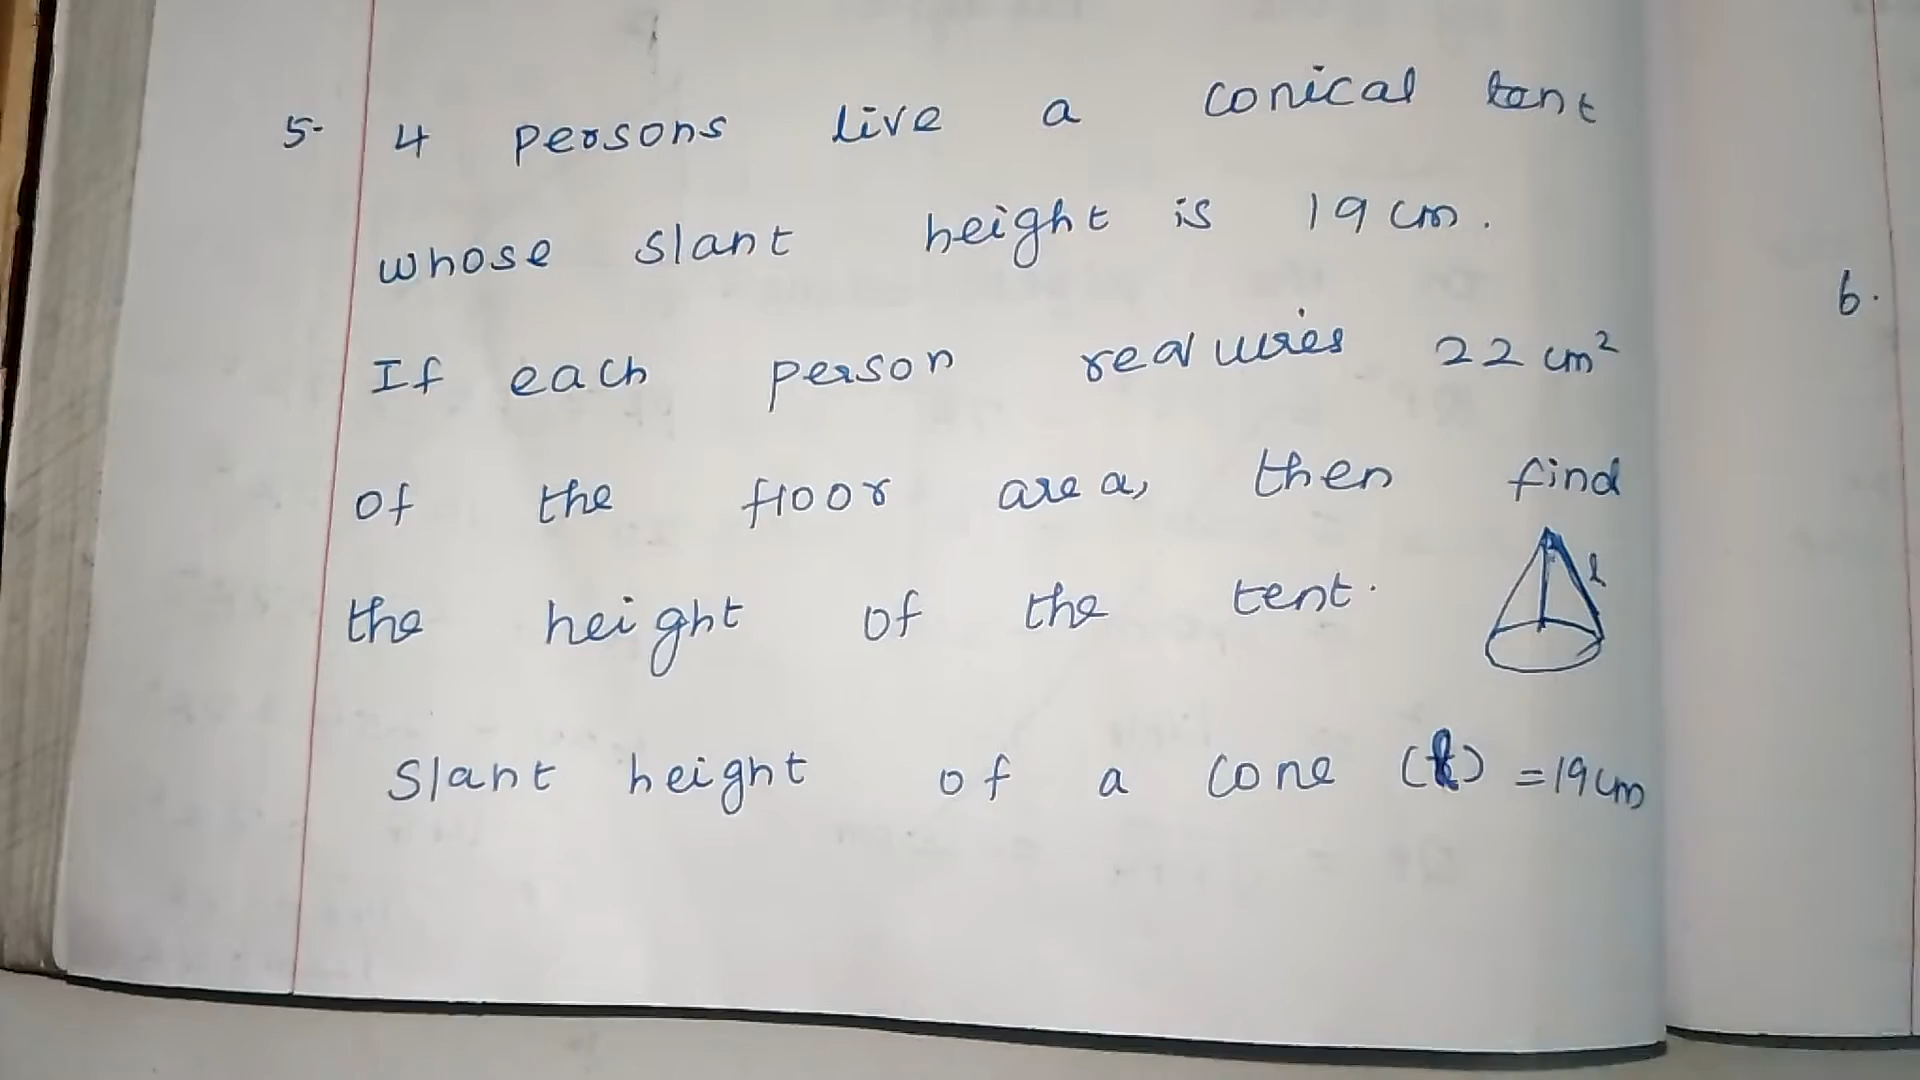 5. 4 persons live a conical tent
whose slant height is 19 cm.
If each person requires 22 cm²
of the floor area, then find
the height of the tent.
l
Slant height of a cone (l) = 19 cm
6.